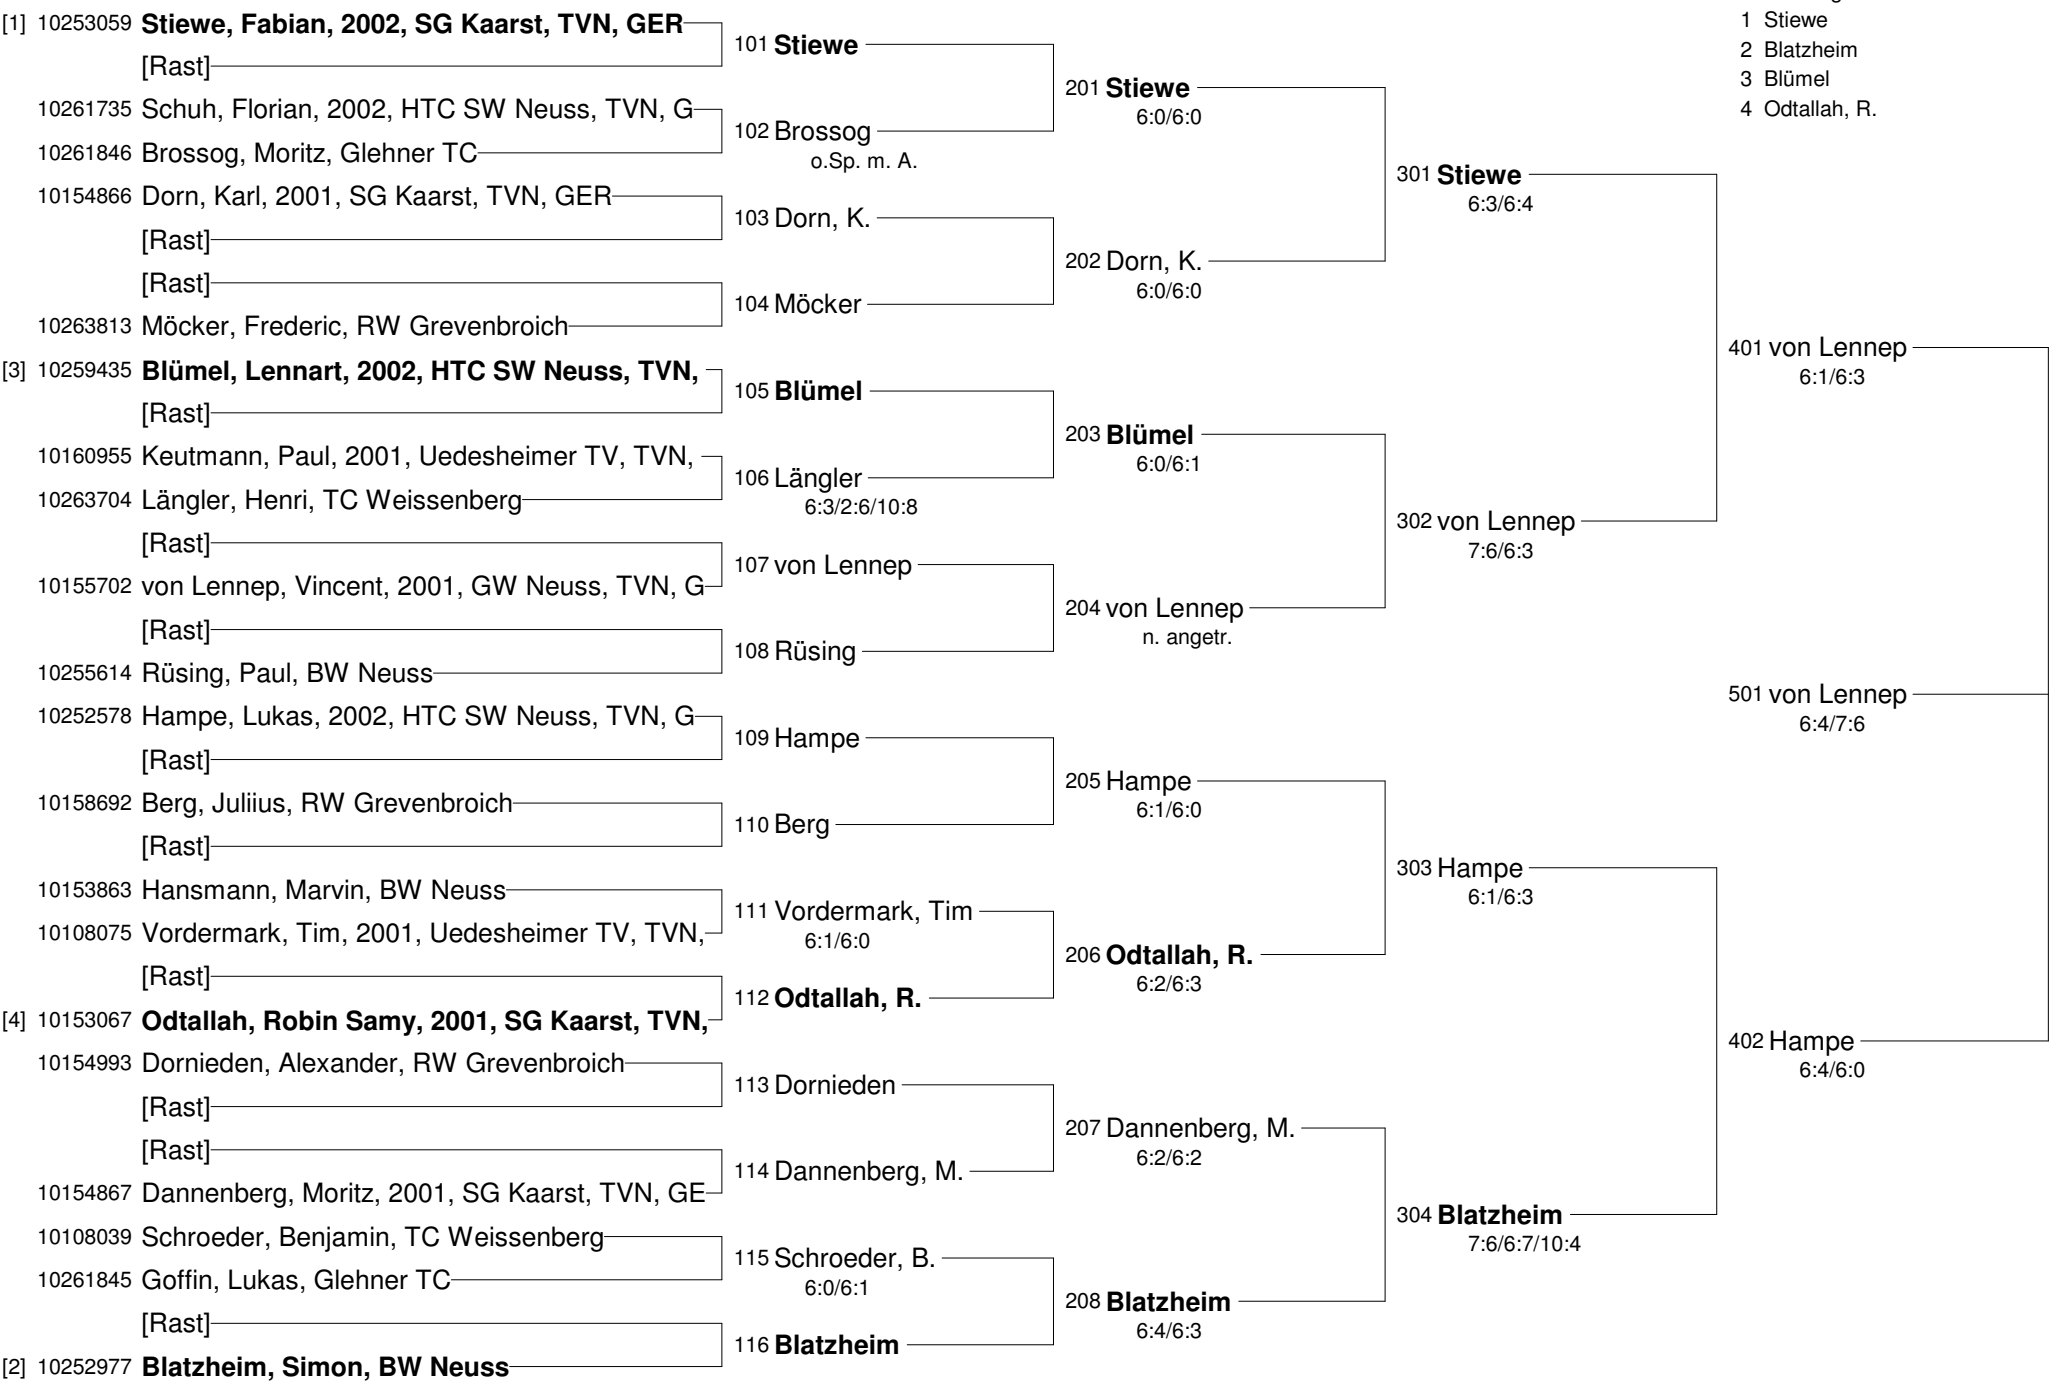 [1] 10253059 Stiewe, Fabian, 2002, SG Kaarst, TVN, GER
[Rast]
10261735 Schuh, Florian, 2002, HTC SW Neuss, TVN, G
10261846 Brossog, Moritz, Glehner TC
10154866 Dorn, Karl, 2001, SG Kaarst, TVN, GER
[Rast]
[Rast]
10263813 Möcker, Frederic, RW Grevenbroich
[3] 10259435 Blümel, Lennart, 2002, HTC SW Neuss, TVN,
[Rast]
10160955 Keutmann, Paul, 2001, Uedesheimer TV, TVN,
10263704 Längler, Henri, TC Weissenberg
[Rast]
10155702 von Lennep, Vincent, 2001, GW Neuss, TVN, G
[Rast]
10255614 Rüsing, Paul, BW Neuss
10252578 Hampe, Lukas, 2002, HTC SW Neuss, TVN, G
[Rast]
10158692 Berg, Juliius, RW Grevenbroich
[Rast]
10153863 Hansmann, Marvin, BW Neuss
10108075 Vordermark, Tim, 2001, Uedesheimer TV, TVN,
[Rast]
[4] 10153067 Odtallah, Robin Samy, 2001, SG Kaarst, TVN,
10154993 Dornieden, Alexander, RW Grevenbroich
[Rast]
[Rast]
10154867 Dannenberg, Moritz, 2001, SG Kaarst, TVN, GE
10108039 Schroeder, Benjamin, TC Weissenberg
10261845 Goffin, Lukas, Glehner TC
[Rast]
[2] 10252977 Blatzheim, Simon, BW Neuss
101 Stiewe
102 Brossog
o.Sp. m. A.
103 Dorn, K.
104 Möcker
105 Blümel
106 Längler
6:3/2:6/10:8
107 von Lennep
108 Rüsing
109 Hampe
110 Berg
111 Vordermark, Tim
6:1/6:0
112 Odtallah, R.
113 Dornieden
114 Dannenberg, M.
115 Schroeder, B.
6:0/6:1
116 Blatzheim
201 Stiewe
6:0/6:0
202 Dorn, K.
6:0/6:0
203 Blümel
6:0/6:1
204 von Lennep
n. angetr.
205 Hampe
6:1/6:0
206 Odtallah, R.
6:2/6:3
207 Dannenberg, M.
6:2/6:2
208 Blatzheim
6:4/6:3
301 Stiewe
6:3/6:4
302 von Lennep
7:6/6:3
303 Hampe
6:1/6:3
304 Blatzheim
7:6/6:7/10:4
401 von Lennep
6:1/6:3
501 von Lennep
6:4/7:6
402 Hampe
6:4/6:0
1 Stiewe
2 Blatzheim
3 Blümel
4 Odtallah, R.